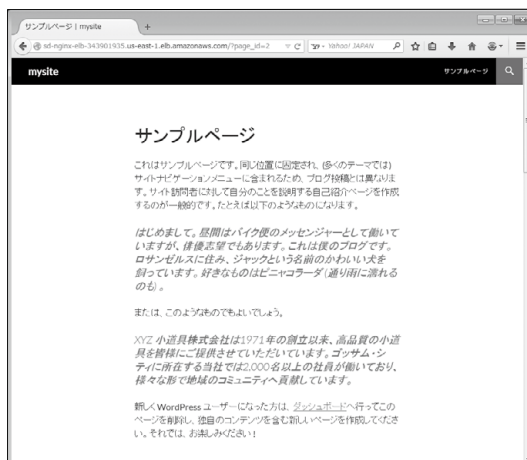 サンプルページ | mysite
sd-nginx-elb-343901935.us-east-1.elb.amazonaws.com/?page_id=2
Yahoo! JAPAN
mysite
サンプルページ
サンプルページ
これはサンプルページです。同じ位置に固定され、(多くのテーマでは)
サイトナビゲーションメニューに含まれるため、ブログ投稿とは異なりま
す。サイト訪問者に対して自分のことを説明する自己紹介ページを作成
するのが一般的です。たとえば以下のようなものになります。
はじめまして。昼間はバイク便のメッセンジャーとして働いて
いますが、俳優志望でもあります。これは僕のブログです。
ロサンゼルスに住み、ジャックという名前のかわいい犬を
飼っています。好きなものはピニャコラーダ(通り雨に濡れる
のも)。
または、このようなものでもよいでしょう。
XYZ 小道具株式会社は1971年の創立以来、高品質の小道
具を皆様にご提供させていただいています。ゴッサム・シ
ティに所在する当社では2,000名以上の社員が働いており、
様々な形で地域のコミュニティへ貢献しています。
新しく WordPress ユーザーになった方は、ダッシュボードへ行ってこの
ページを削除し、独自のコンテンツを含む新しいページを作成してくださ
い。それでは、お楽しみください !